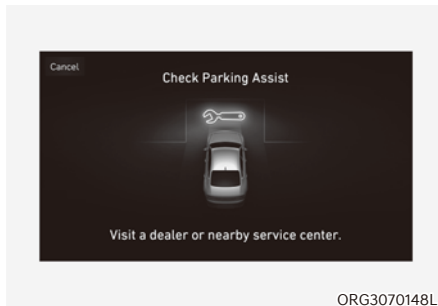 Cancel
Check Parking Assist
Visit a dealer or nearby service center.
ORG3070148L